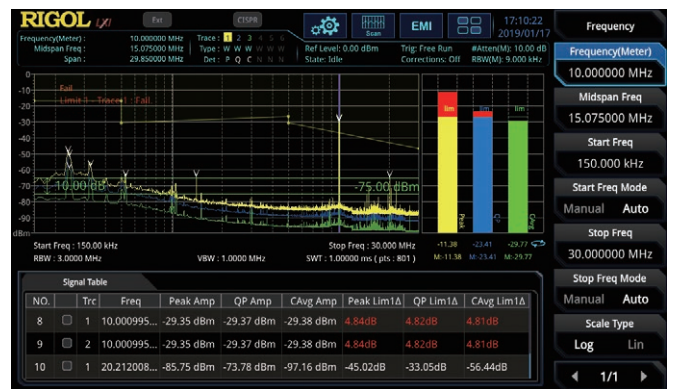 RIGOL LXI Ext CISPR Scan EMI 17:10:22 2019/01/17
Frequency(Meter) : 10.000000 MHz Trace : 1 2 3 4 5 6
Midspan Freq : 15.075000 MHz Type : W W W W W W Ref Level: 0.00 dBm Trig: Free Run #Atten(M): 10.00 dB
Span : 29.850000 MHz Det : P Q C N N N State: Idle Corrections: Off RBW(M): 9.000 kHz
0
-10
-20
-30
-40
-50
-60
-70
-80
-90
dBm
Fail
Limit 1 - Trace 1 : Fail
10.00 dB
-75.00 dBm
lim lim lim
Peak QP CAvg
Start Freq : 150.00 kHz Stop Freq : 30.000 MHz -11.38 -23.41 -29.77
RBW : 3.0000 MHz VBW : 1.0000 MHz SWT : 1.00000 ms ( pts : 801 ) M:-11.38 M:-23.41 M:-29.77
Signal Table
NO. Trc Freq Peak Amp QP Amp CAvg Amp Peak Lim1Δ QP Lim1Δ CAvg Lim1Δ
8 1 10.000995... -29.35 dBm -29.37 dBm -29.38 dBm 4.84dB 4.82dB 4.81dB
9 2 10.000995... -29.35 dBm -29.37 dBm -29.38 dBm 4.84dB 4.82dB 4.81dB
10 1 20.212008... -85.75 dBm -73.78 dBm -97.16 dBm -45.02dB -33.05dB -56.44dB
Frequency
Frequency(Meter)
10.000000 MHz
Midspan Freq
15.075000 MHz
Start Freq
150.000 kHz
Start Freq Mode
Manual Auto
Stop Freq
30.000000 MHz
Stop Freq Mode
Manual Auto
Scale Type
Log Lin
1/1